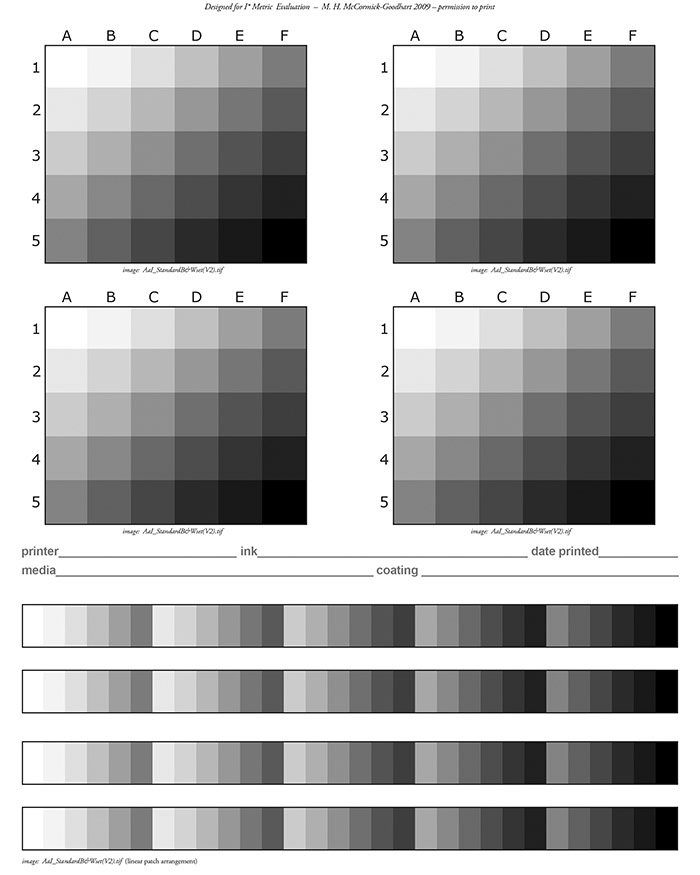 Designed for I* Metric Evaluation – M. H. McCormick-Goodhart 2009 – permission to print
A B C D E F
A B C D E F
1
2
3
4
5
1
2
3
4
5
image: AaI_StandardB&Wset(V2).tif
image: AaI_StandardB&Wset(V2).tif
A B C D E F
A B C D E F
1
2
3
4
5
1
2
3
4
5
image: AaI_StandardB&Wset(V2).tif
image: AaI_StandardB&Wset(V2).tif
printer ink date printed
media coating
image: AaI_StandardB&Wset(V2).tif (linear patch arrangement)